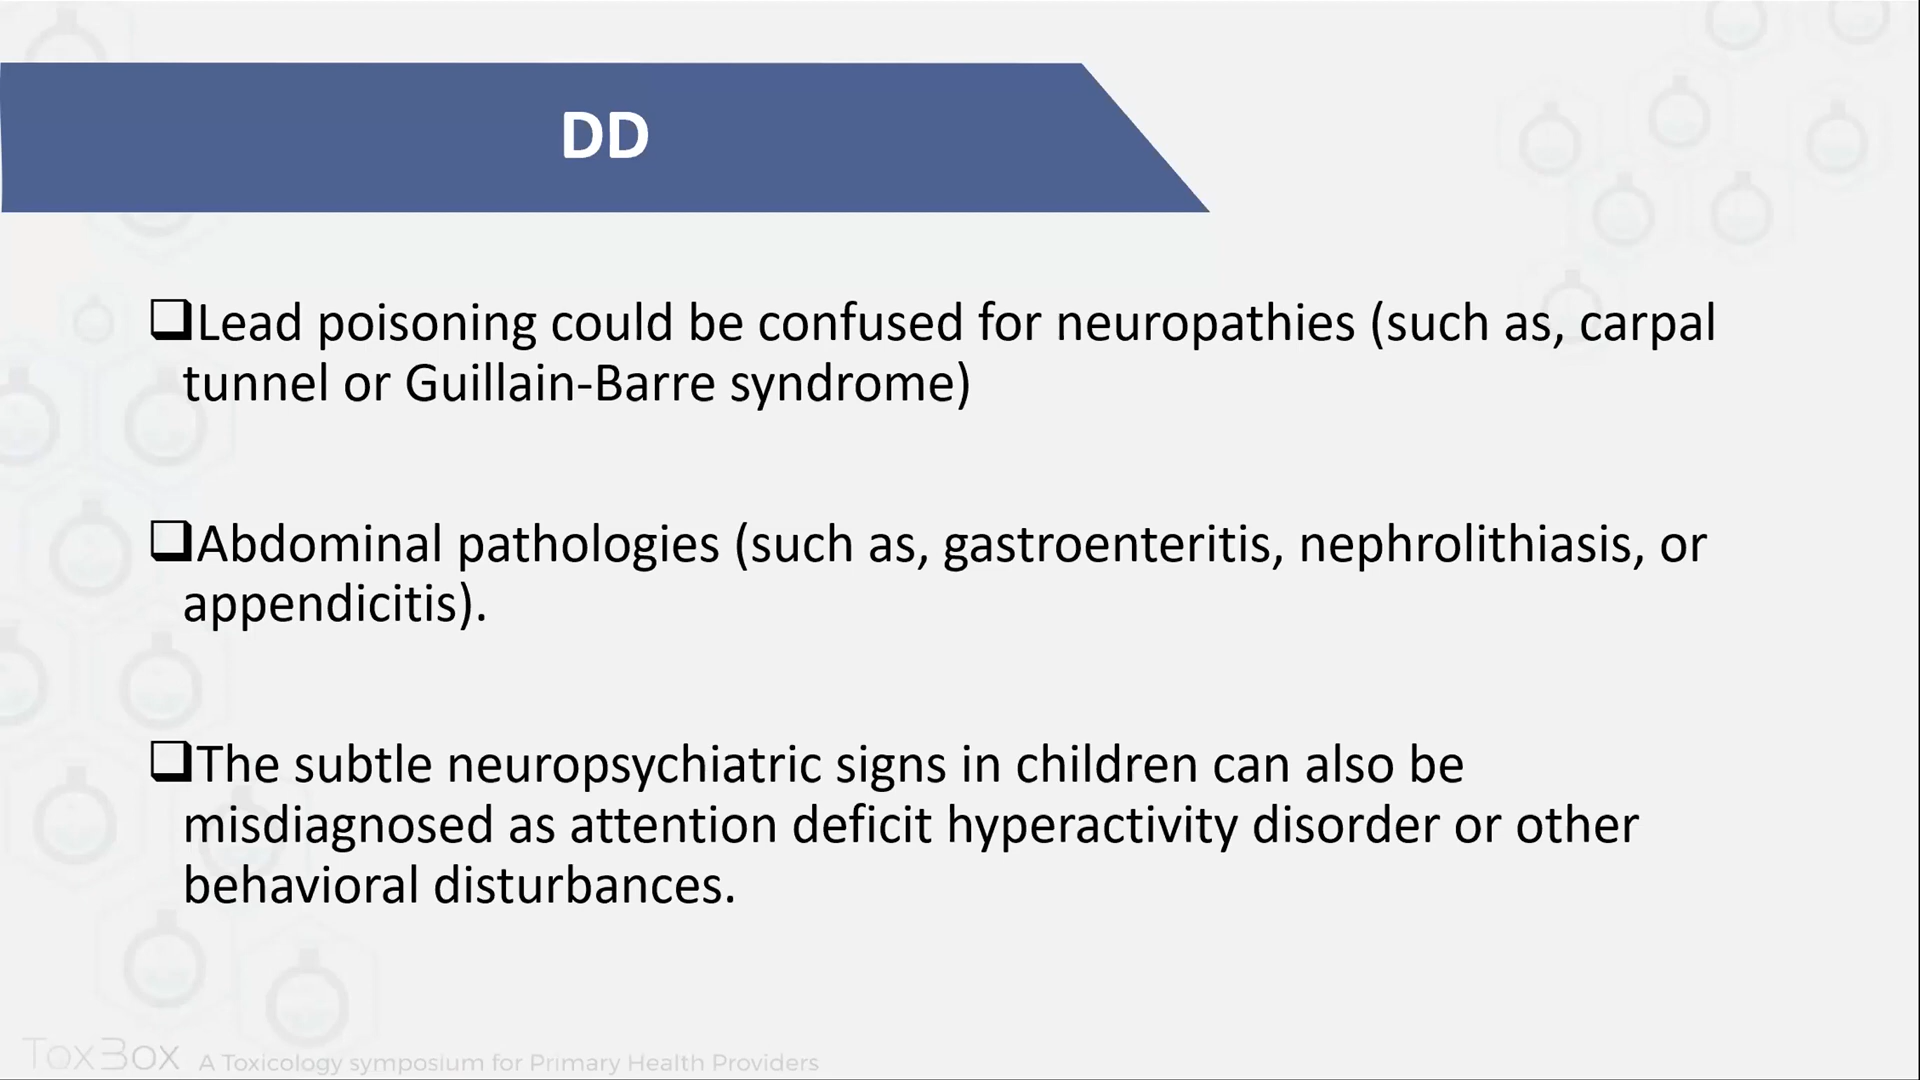 DD
❑Lead poisoning could be confused for neuropathies (such as, carpal
tunnel or Guillain-Barre syndrome)
❑Abdominal pathologies (such as, gastroenteritis, nephrolithiasis, or
appendicitis).
❑The subtle neuropsychiatric signs in children can also be
misdiagnosed as attention deficit hyperactivity disorder or other
behavioral disturbances.
ToxBox A Toxicology symposium for Primary Health Providers